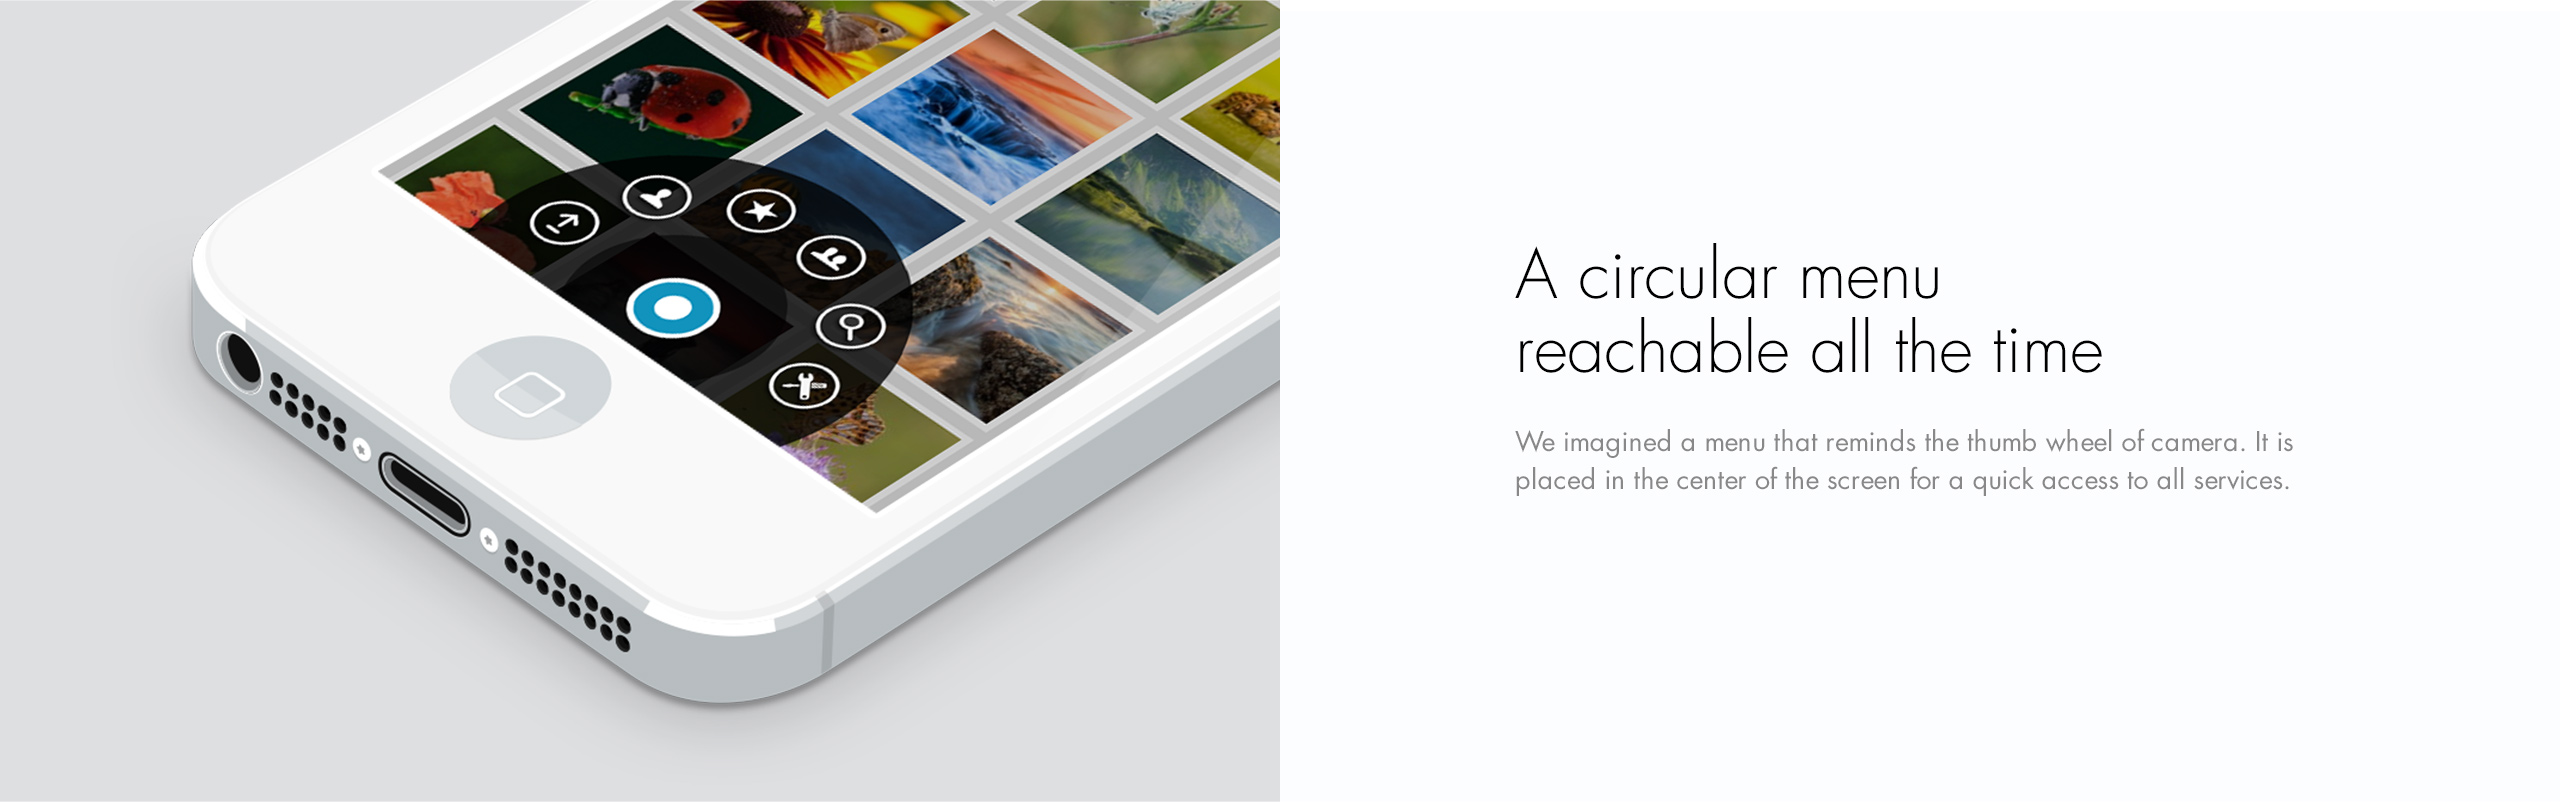 A circular menu
reachable all the time
We imagined a menu that reminds the thumb wheel of camera. It is
placed in the center of the screen for a quick access to all services.